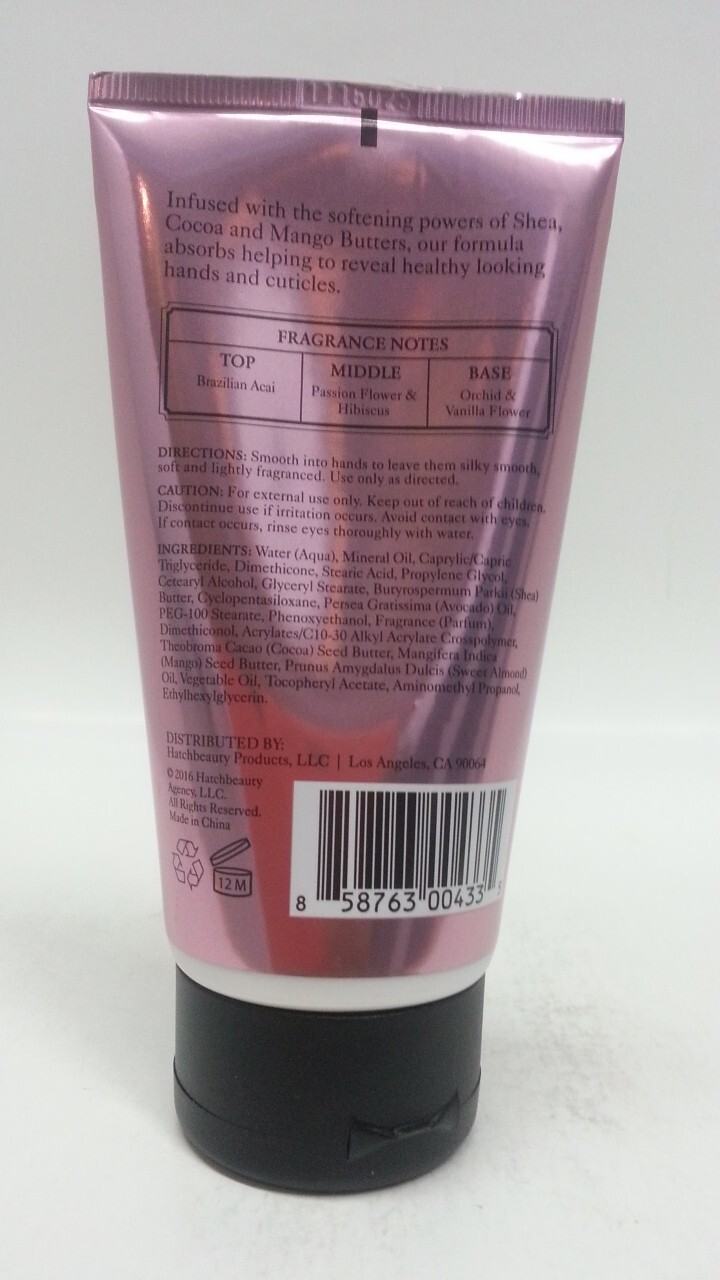 Infused with the softening powers of Shea,
Cocoa and Mango Butters, our formula
absorbs helping to reveal healthy looking
hands and cuticles.
FRAGRANCE NOTES
TOP
Brazilian Acai
MIDDLE
Passion Flower &
Hibiscus
BASE
Orchid &
Vanilla Flower
DIRECTIONS: Smooth into hands to leave them silky smooth,
soft and lightly fragranced. Use only as directed.
CAUTION: For external use only. Keep out of reach of children.
Discontinue use if irritation occurs. Avoid contact with eyes.
If contact occurs, rinse eyes thoroughly with water.
INGREDIENTS: Water (Aqua), Mineral Oil, Caprylic/Capric
Triglyceride, Dimethicone, Stearic Acid, Propylene Glycol,
Cetearyl Alcohol, Glyceryl Stearate, Butyrospermum Parkii (Shea)
Butter, Cyclopentasiloxane, Persea Gratissima (Avocado) Oil,
PEG-100 Stearate, Phenoxyethanol, Fragrance (Parfum),
Dimethiconol, Acrylates/C10-30 Alkyl Acrylate Crosspolymer,
Theobroma Cacao (Cocoa) Seed Butter, Mangifera Indica
(Mango) Seed Butter, Prunus Amygdalus Dulcis (Sweet Almond)
Oil, Vegetable Oil, Tocopheryl Acetate, Aminomethyl Propanol,
Ethylhexylglycerin.
DISTRIBUTED BY:
Hatchbeauty Products, LLC | Los Angeles, CA 90064
© 2016 Hatchbeauty
Agency, LLC.
All Rights Reserved.
Made in China
12 M
8 58763 00433 5